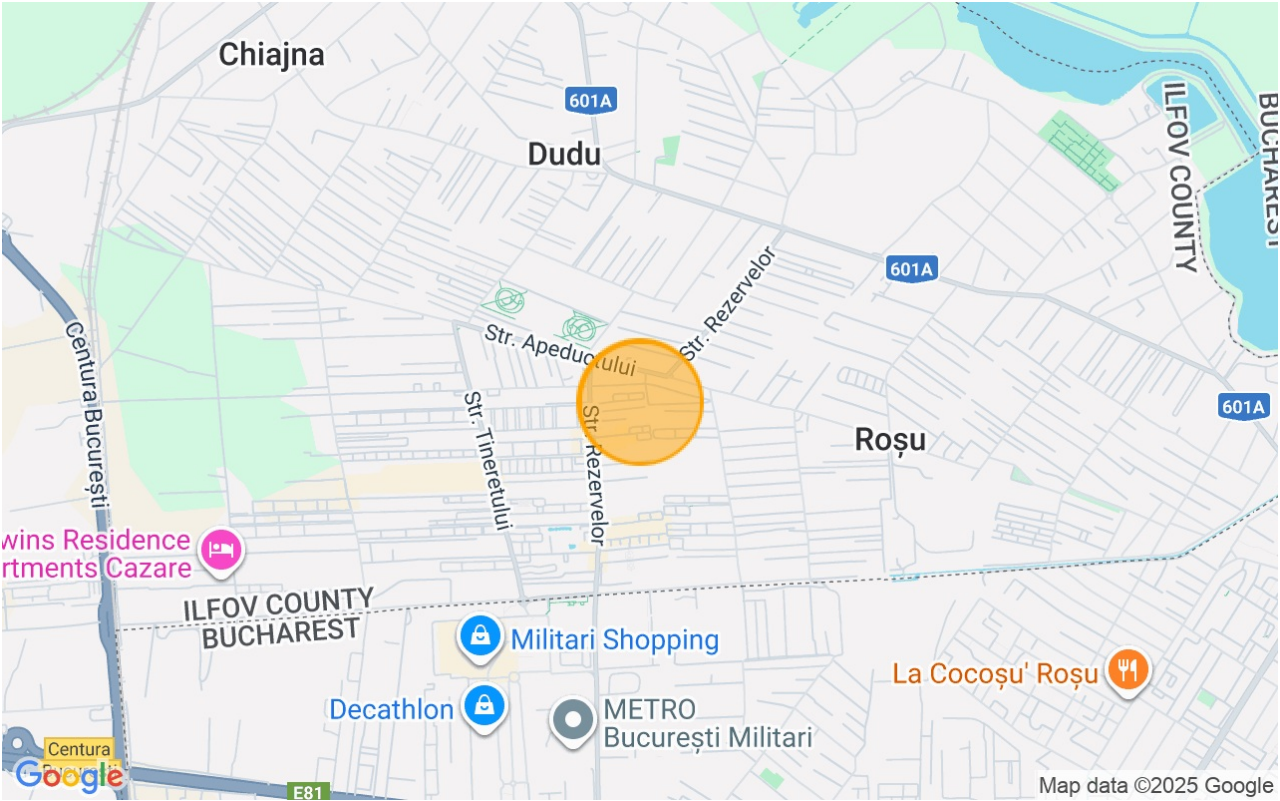 Chiajna
601A
Dudu
ILFOV COUNTY
BUCHAREST
601A
Str. Rezervelor
Str. Apeductului
Centura București
Str. Tineretului
Str. Rezervelor
Roșu
601A
wins Residence
rtments Cazare
ILFOV COUNTY
BUCHAREST
Militari Shopping
La Cocoșu' Roșu
Decathlon
METRO
București Militari
Centura
București
Google
E81
Map data ©2025 Google